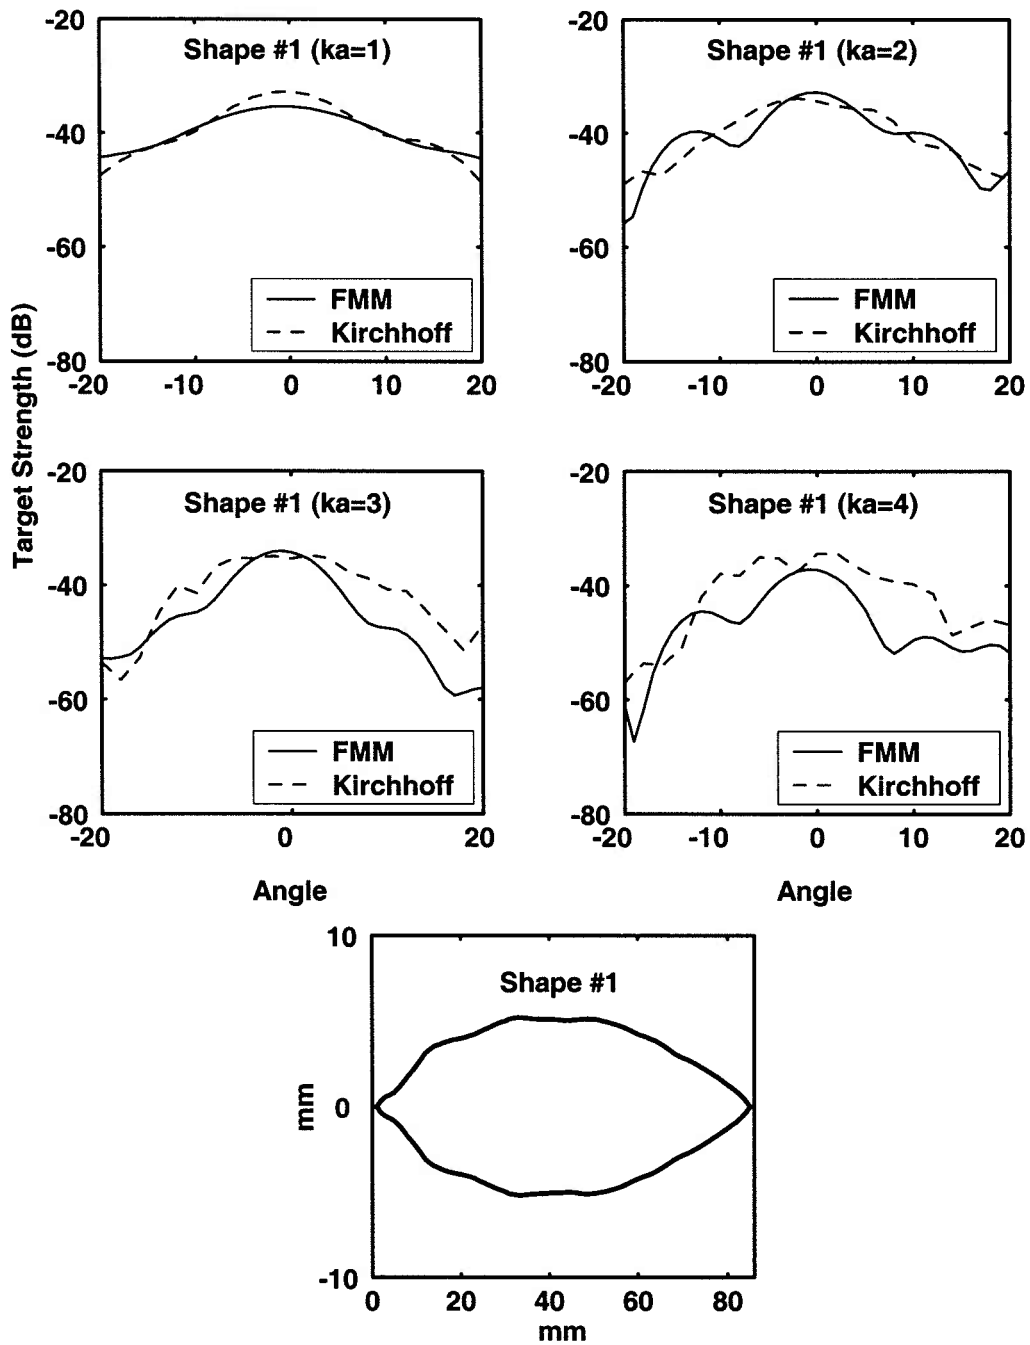 -20
-20
Shape #1 (ka=1)
Shape #1 (ka=2)
-40
-40
-60
-60
FMM
FMM
Kirchhoff
Kirchhoff
-80
-80
-20 -10 0 10 20
-20 -10 0 10 20
Target Strength (dB)
-20
-20
Shape #1 (ka=3)
Shape #1 (ka=4)
-40
-40
-60
-60
FMM
FMM
Kirchhoff
Kirchhoff
-80
-80
-20 0 20
-20 -10 0 10 20
Angle
Angle
10
Shape #1
mm
0
-10
0 20 40 60 80
mm